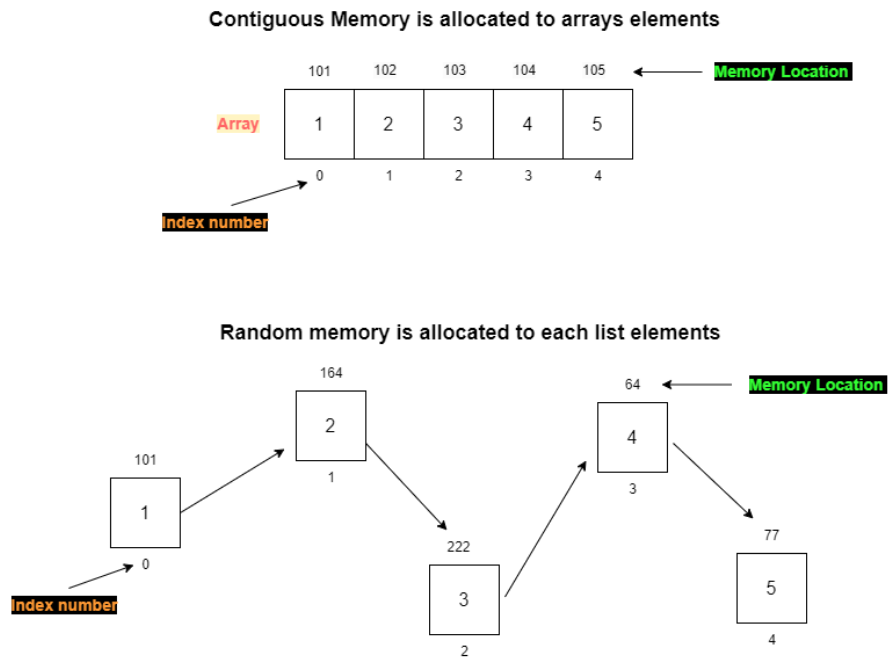 Contiguous Memory is allocated to arrays elements
101 102 103 104 105 Memory Location
Array 1 2 3 4 5
0 1 2 3 4
Index number
Random memory is allocated to each list elements
164 64 Memory Location
2 4
101
1 3
1
222 77
0
5
3
Index number
4
2